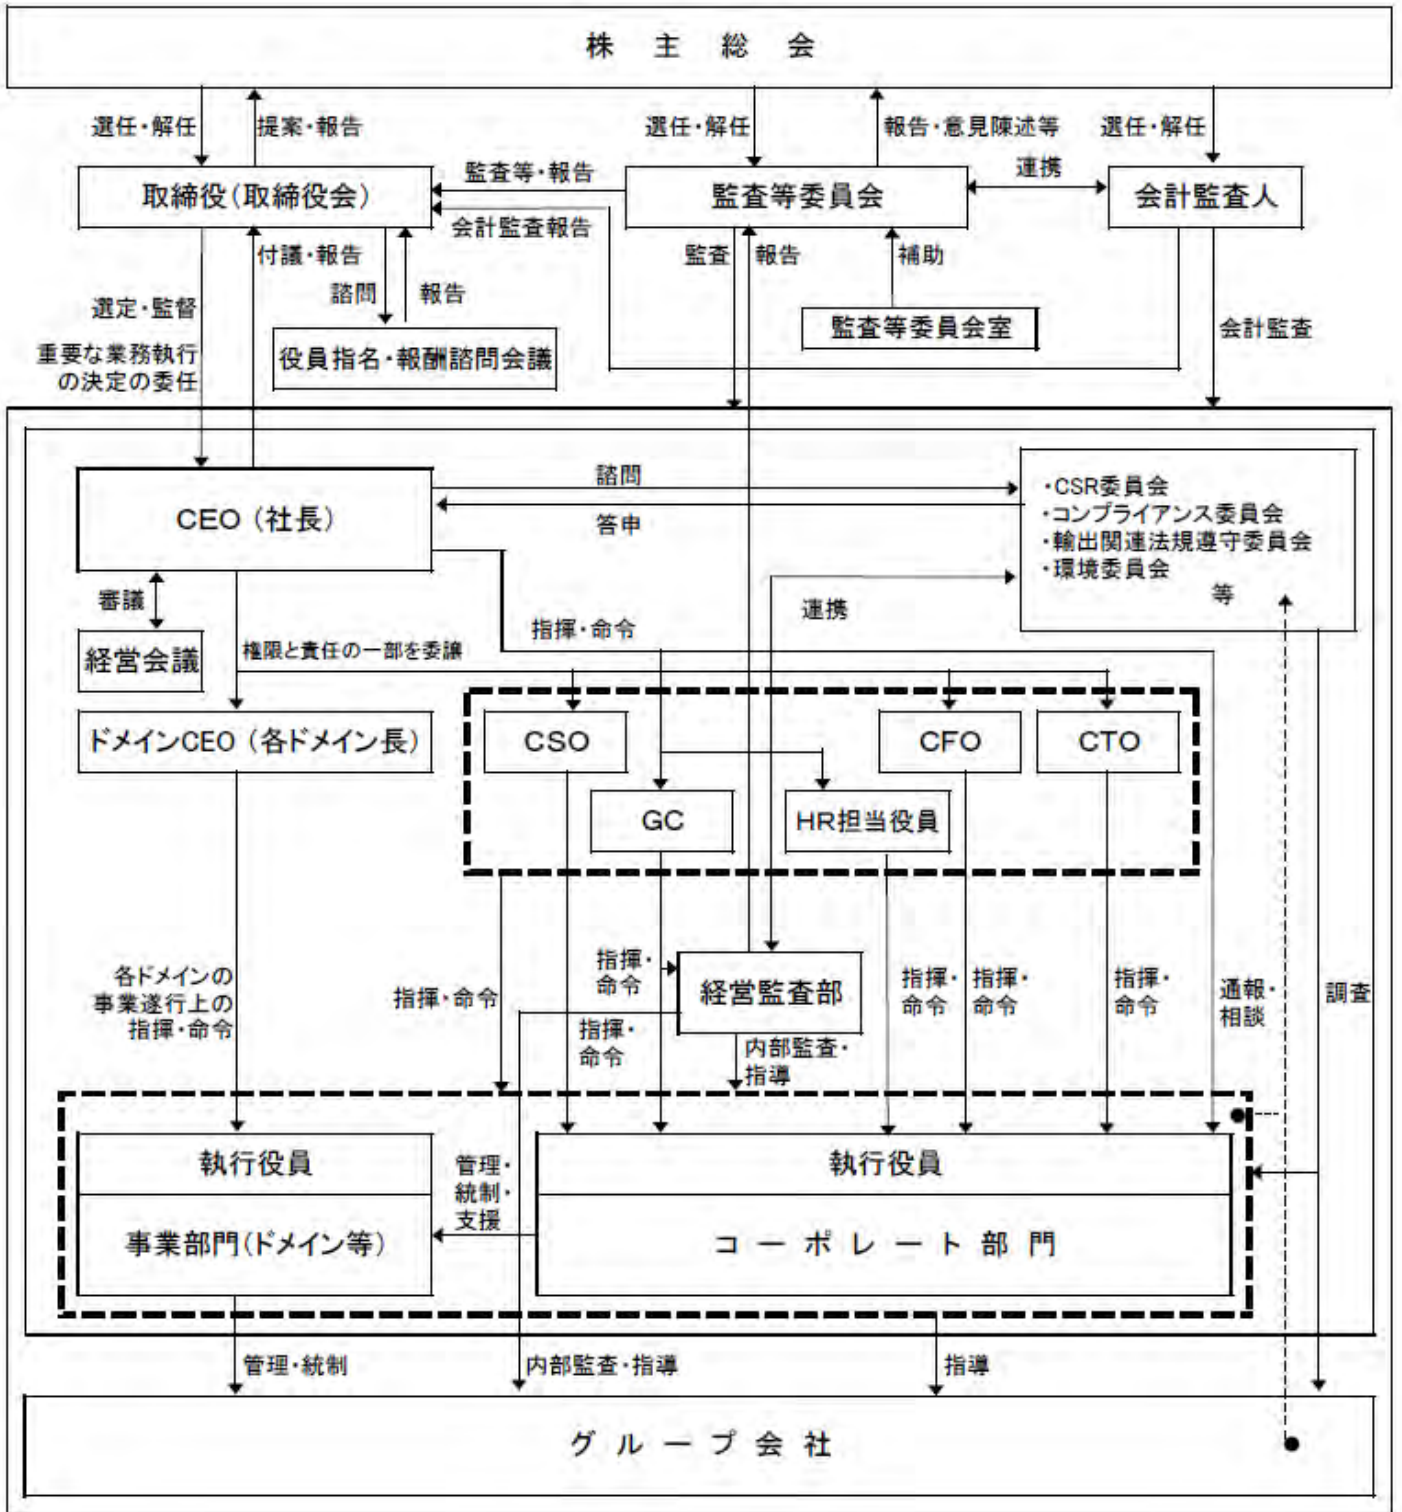 株主総会
選任・解任
提案・報告
選任・解任
報告・意見陳述等
選任・解任
取締役(取締役会)
監査等・報告
会計監査報告
監査等委員会
連携
会計監査人
付議・報告
諮問
報告
監査
報告
補助
選定・監督
重要な業務執行
の決定の委任
役員指名・報酬諮問会議
監査等委員会室
会計監査
CEO(社長)
諮問
答申
・CSR委員会
・コンプライアンス委員会
・輸出関連法規遵守委員会
・環境委員会
等
審議
経営会議
指揮・命令
連携
権限と責任の一部を委譲
ドメインCEO(各ドメイン長)
CSO
CFO
CTO
GC
HR担当役員
各ドメインの
事業遂行上の
指揮・命令
指揮・命令
指揮・
命令
指揮・
命令
経営監査部
内部監査・
指導
指揮・
命令
指揮・
命令
指揮・
命令
通報・
相談
調査
執行役員
事業部門(ドメイン等)
管理・
統制・
支援
執行役員
コーポレート部門
管理・統制
内部監査・指導
指導
グループ会社